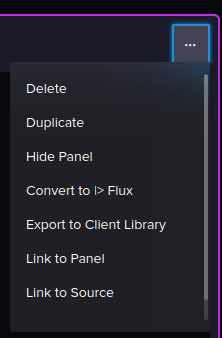 ...
Delete
Duplicate
Hide Panel
Convert to |> Flux
Export to Client Library
Link to Panel
Link to Source